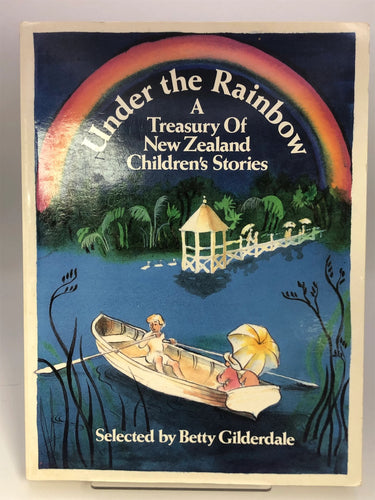 Under the Rainbow
A
Treasury Of
New Zealand
Children's Stories
Selected by Betty Gilderdale